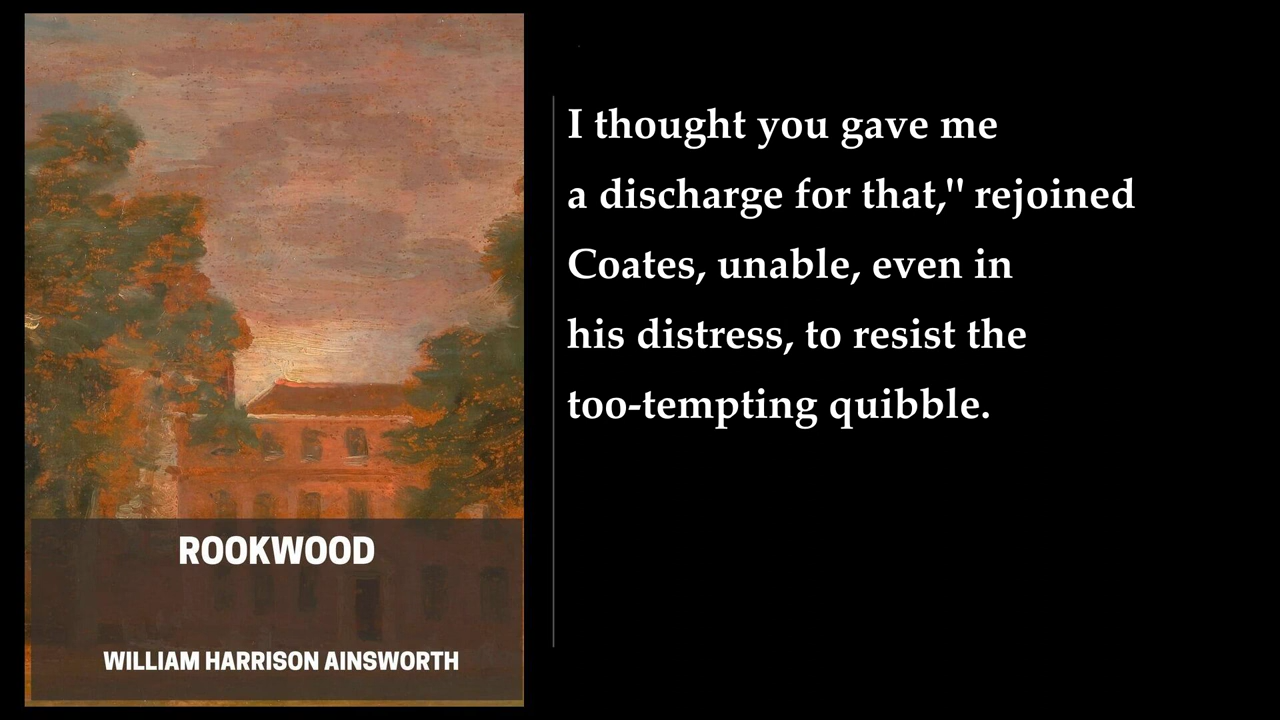 I thought you gave me
a discharge for that," rejoined
Coates, unable, even in
his distress, to resist the
too-tempting quibble.
ROOKWOOD
WILLIAM HARRISON AINSWORTH